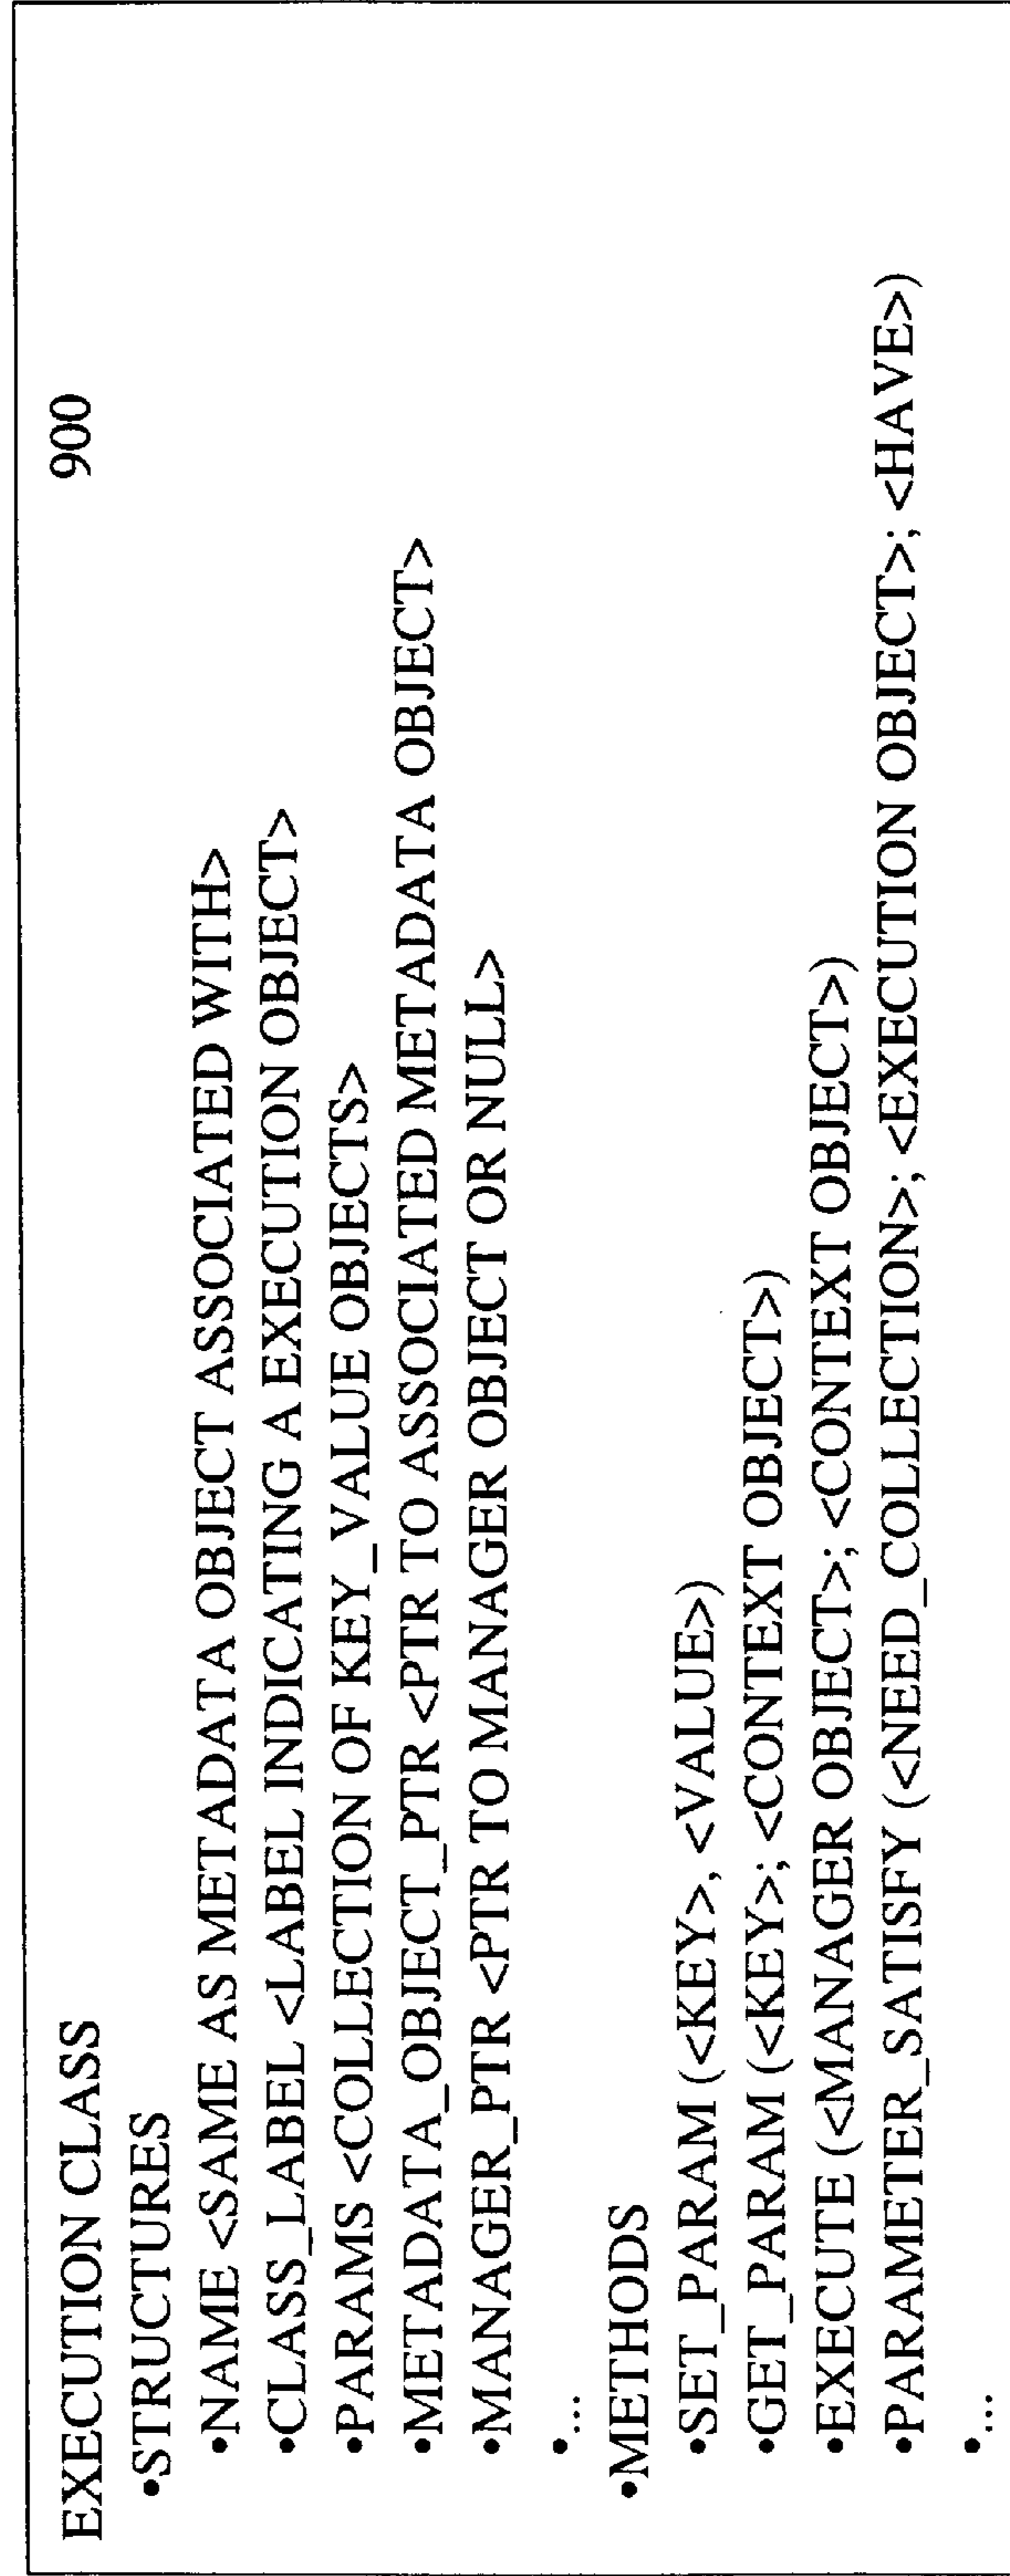 EXECUTION CLASS 900
•STRUCTURES
•NAME <SAME AS METADATA OBJECT ASSOCIATED WITH>
•CLASS_LABEL <LABEL INDICATING A EXECUTION OBJECT>
•PARAMS <COLLECTION OF KEY_VALUE OBJECTS>
•METADATA_OBJECT_PTR <PTR TO ASSOCIATED METADATA OBJECT>
•MANAGER_PTR <PTR TO MANAGER OBJECT OR NULL>
•...
•METHODS
•SET_PARAM (<KEY>, <VALUE>)
•GET_PARAM (<KEY>; <CONTEXT OBJECT>)
•EXECUTE (<MANAGER OBJECT>; <CONTEXT OBJECT>)
•PARAMETER_SATISFY (<NEED_COLLECTION>; <EXECUTION OBJECT>; <HAVE>)
•...